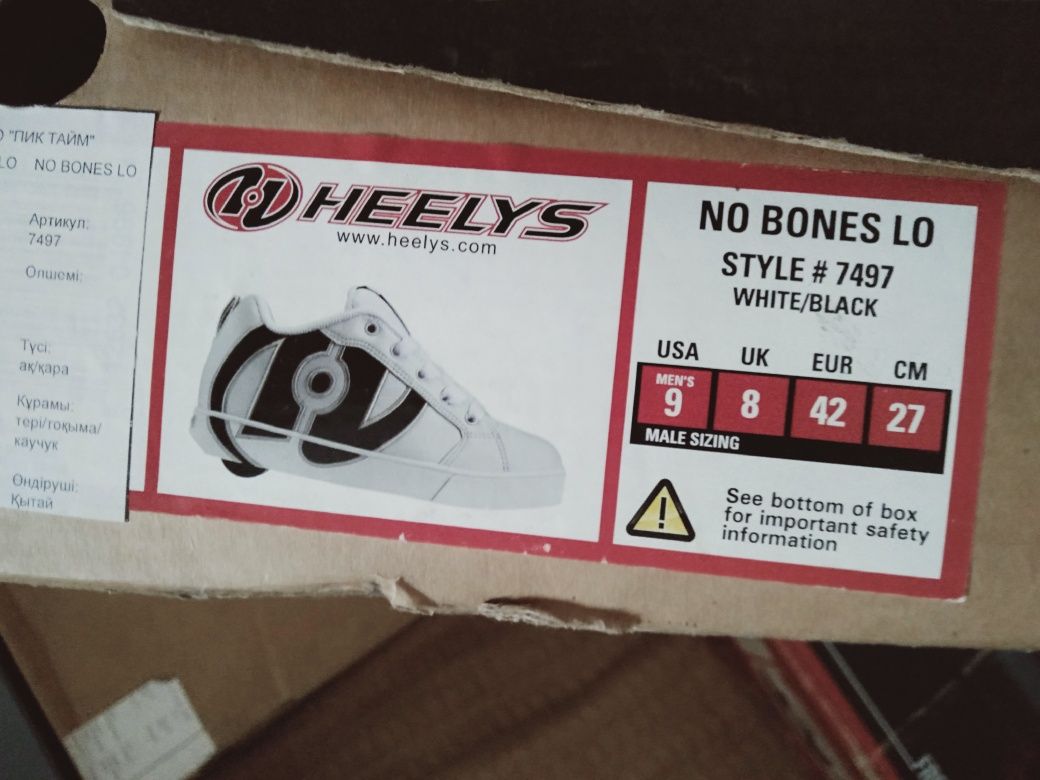 "ПИК ТАЙМ"
LO NO BONES LO
Артикул:
7497
Өлшемі:
Түсі:
ақ/қара
Құрамы:
тері/тоқыма/
каучук
Өндіруші:
Қытай
HEELYS
www.heelys.com
NO BONES LO
STYLE # 7497
WHITE/BLACK
USA UK EUR CM
MEN'S
9 8 42 27
MALE SIZING
See bottom of box
for important safety
information